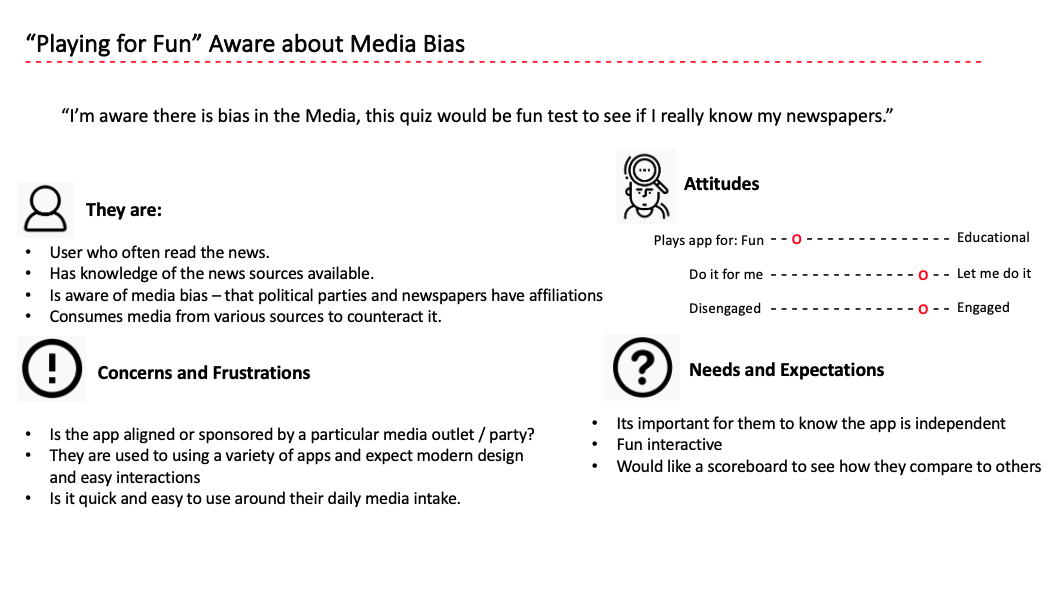 “Playing for Fun” Aware about Media Bias
“I’m aware there is bias in the Media, this quiz would be fun test to see if I really know my newspapers.”
They are:
• User who often read the news.
• Has knowledge of the news sources available.
• Is aware of media bias – that political parties and newspapers have affiliations
• Consumes media from various sources to counteract it.
Attitudes
Plays app for: Fun - - O - - - - - - - - - - - - - - Educational
Do it for me - - - - - - - - - - - - - - O - - Let me do it
Disengaged - - - - - - - - - - - - - - O - - Engaged
Concerns and Frustrations
• Is the app aligned or sponsored by a particular media outlet / party?
• They are used to using a variety of apps and expect modern design
and easy interactions
• Is it quick and easy to use around their daily media intake.
Needs and Expectations
• Its important for them to know the app is independent
• Fun interactive
• Would like a scoreboard to see how they compare to others